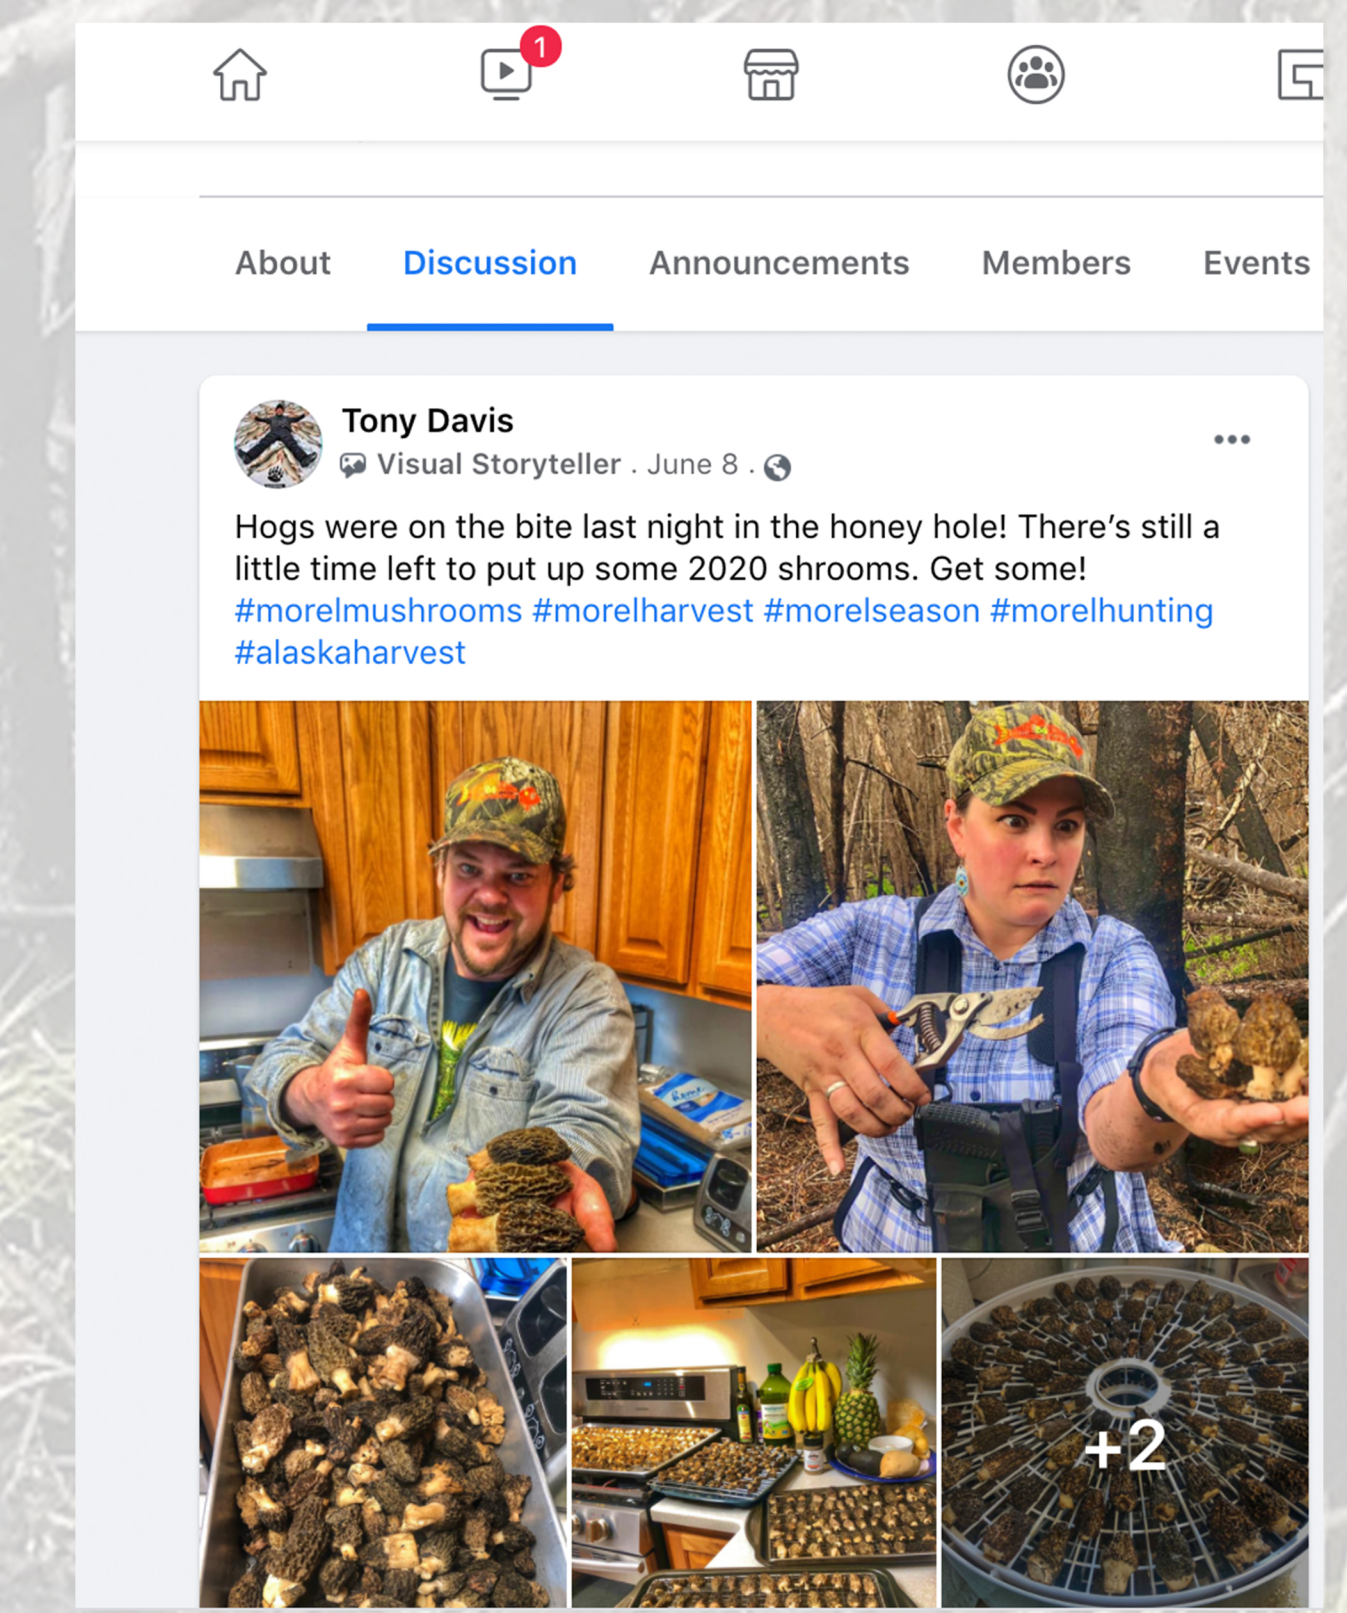 1
About Discussion Announcements Members Events
Tony Davis
Visual Storyteller . June 8 .
Hogs were on the bite last night in the honey hole! There's still a
little time left to put up some 2020 shrooms. Get some!
#morelmushrooms #morelharvest #morelseason #morelhunting
#alaskaharvest
+2